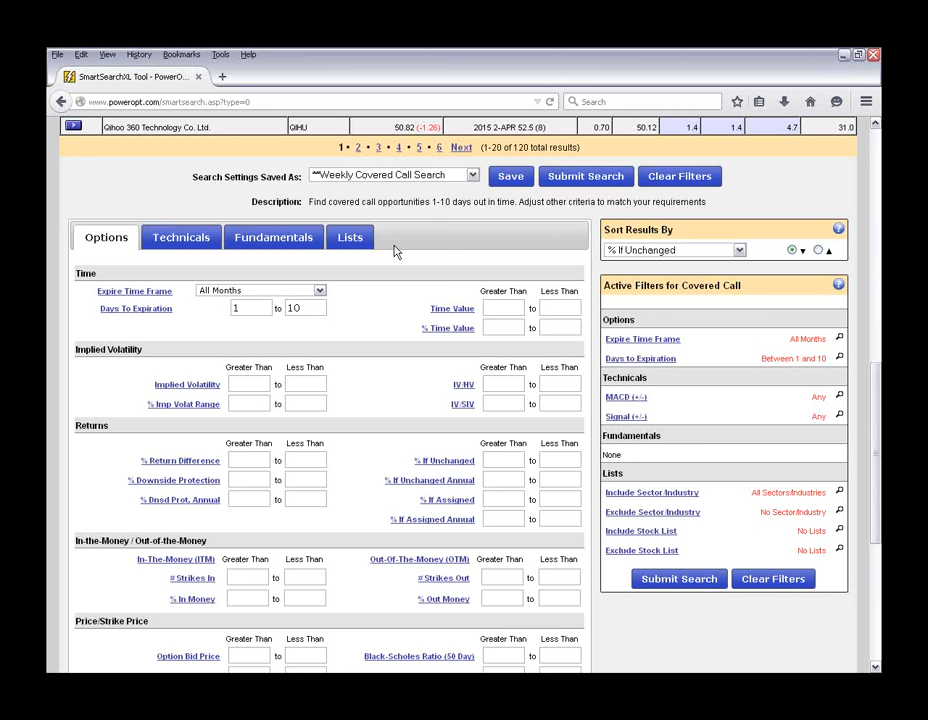 File Edit View History Bookmarks Tools Help
SmartSearchXL Tool - PowerO... × +
www.poweropt.com/smartsearch.asp?type=0 Search
Qihoo 360 Technology Co. Ltd. QIHU 50.82 (-1.26) 2015 2-APR 52.5 (8) 0.70 50.12 1.4 1.4 4.7 31.0
1 • 2 • 3 • 4 • 5 • 6 Next (1-20 of 120 total results)
Search Settings Saved As: **Weekly Covered Call Search Save Submit Search Clear Filters
Description: Find covered call opportunities 1-10 days out in time. Adjust other criteria to match your requirements
Options Technicals Fundamentals Lists
Time
Expire Time Frame All Months Greater Than Less Than
Days To Expiration 1 to 10 Time Value to
% Time Value to
Implied Volatility
Greater Than Less Than Greater Than Less Than
Implied Volatility to IV/HV to
% Imp Volat Range to IV/SIV to
Returns
Greater Than Less Than Greater Than Less Than
% Return Difference to % If Unchanged to
% Downside Protection to % If Unchanged Annual to
% Dnsd Prot. Annual to % If Assigned to
% If Assigned Annual to
In-the-Money / Out-of-the-Money
In-The-Money (ITM) Greater Than Less Than Out-Of-The-Money (OTM) Greater Than Less Than
# Strikes In to # Strikes Out to
% In Money to % Out Money to
Price/Strike Price
Greater Than Less Than Greater Than Less Than
Option Bid Price to Black-Scholes Ratio (50 Day) to
Sort Results By ?
% If Unchanged ▼ ▲
Active Filters for Covered Call ?
Options
Expire Time Frame All Months
Days to Expiration Between 1 and 10
Technicals
MACD (+/-) Any
Signal (+/-) Any
Fundamentals
None
Lists
Include Sector/Industry All Sectors/Industries
Exclude Sector/Industry No Sector/Industry
Include Stock List No Lists
Exclude Stock List No Lists
Submit Search Clear Filters